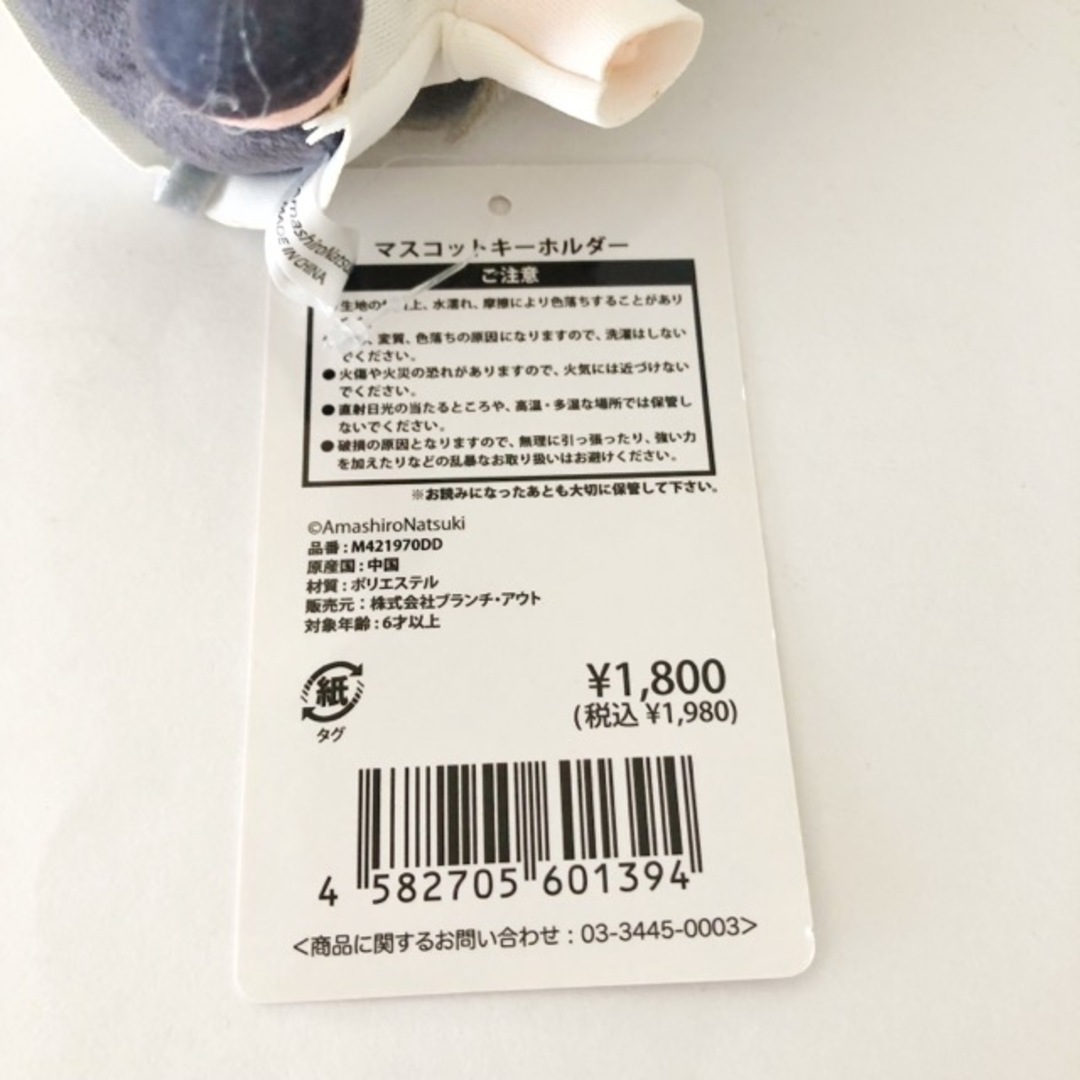 AmashiroNatsuki
MADE IN CHINA
マスコットキーホルダー
ご注意
生地の 上、水濡れ、摩擦により色落ちすることがあり
変質、色落ちの原因になりますので、洗濯はしない
でください。
●火傷や火災の恐れがありますので、火気には近づけない
でください。
●直射日光の当たるところや、高温・多湿な場所では保管し
ないでください。
●破損の原因となりますので、無理に引っ張ったり、強い力
を加えたりなどの乱暴なお取り扱いはお避けください。
※お読みになったあとも大切に保管して下さい。
©AmashiroNatsuki
品番:M421970DD
原産国:中国
材質:ポリエステル
販売元:株式会社ブランチ・アウト
対象年齢:6才以上
紙
タグ
¥1,800
(税込 ¥1,980)
4 582705 601394
<商品に関するお問い合わせ:03-3445-0003>